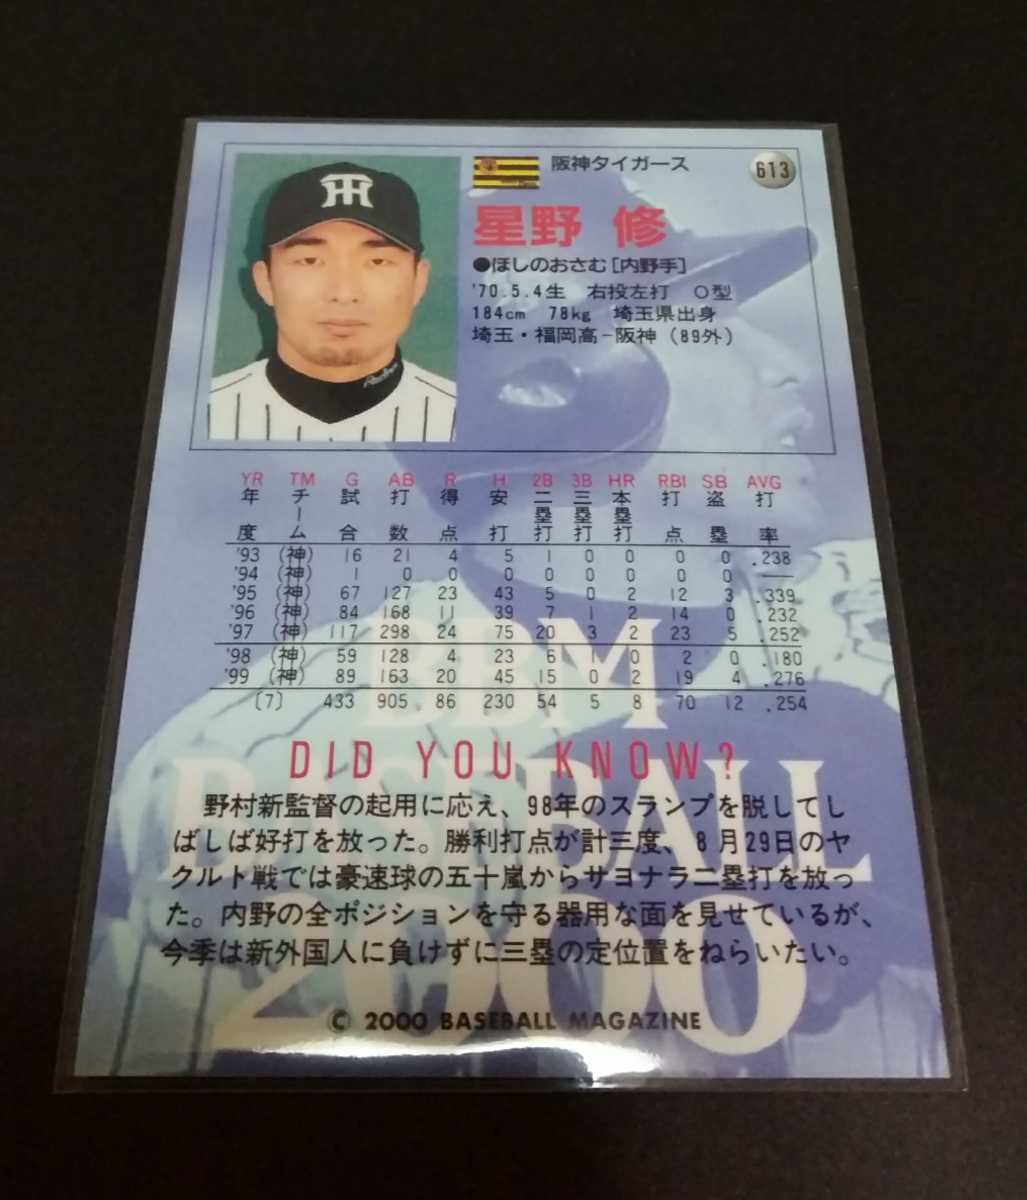 阪神タイガース 613
星野 修
●ほしのおさむ[内野手]
'70.5.4生 右投左打 O型
184cm 78kg 埼玉県出身
埼玉・福岡高-阪神(89外)
YR TM G AB R H 2B 3B HR RBI SB AVG
年度 チーム 試合 打数 得点 安打 二塁打 三塁打 本塁打 打点 盗塁 打率
'93 (神) 16 21 4 5 1 0 0 0 0 .238
'94 (神) 1 0 0 0 0 0 0 0 0 ―
'95 (神) 67 127 23 43 5 0 2 12 3 .339
'96 (神) 84 168 11 39 7 1 2 14 0 .232
'97 (神) 117 298 24 75 20 3 2 23 5 .252
'98 (神) 59 128 4 23 6 1 0 2 0 .180
'99 (神) 89 163 20 45 15 0 2 19 4 .276
〔7〕 433 905 86 230 54 5 8 70 12 .254
DID YOU KNOW?
野村新監督の起用に応え、98年のスランプを脱してし
ばしば好打を放った。勝利打点が計三度、8月29日のヤ
クルト戦では豪速球の五十嵐からサヨナラ二塁打を放っ
た。内野の全ポジションを守る器用な面を見せているが、
今季は新外国人に負けずに三塁の定位置をねらいたい。
BBM
BASEBALL
2000
© 2000 BASEBALL MAGAZINE